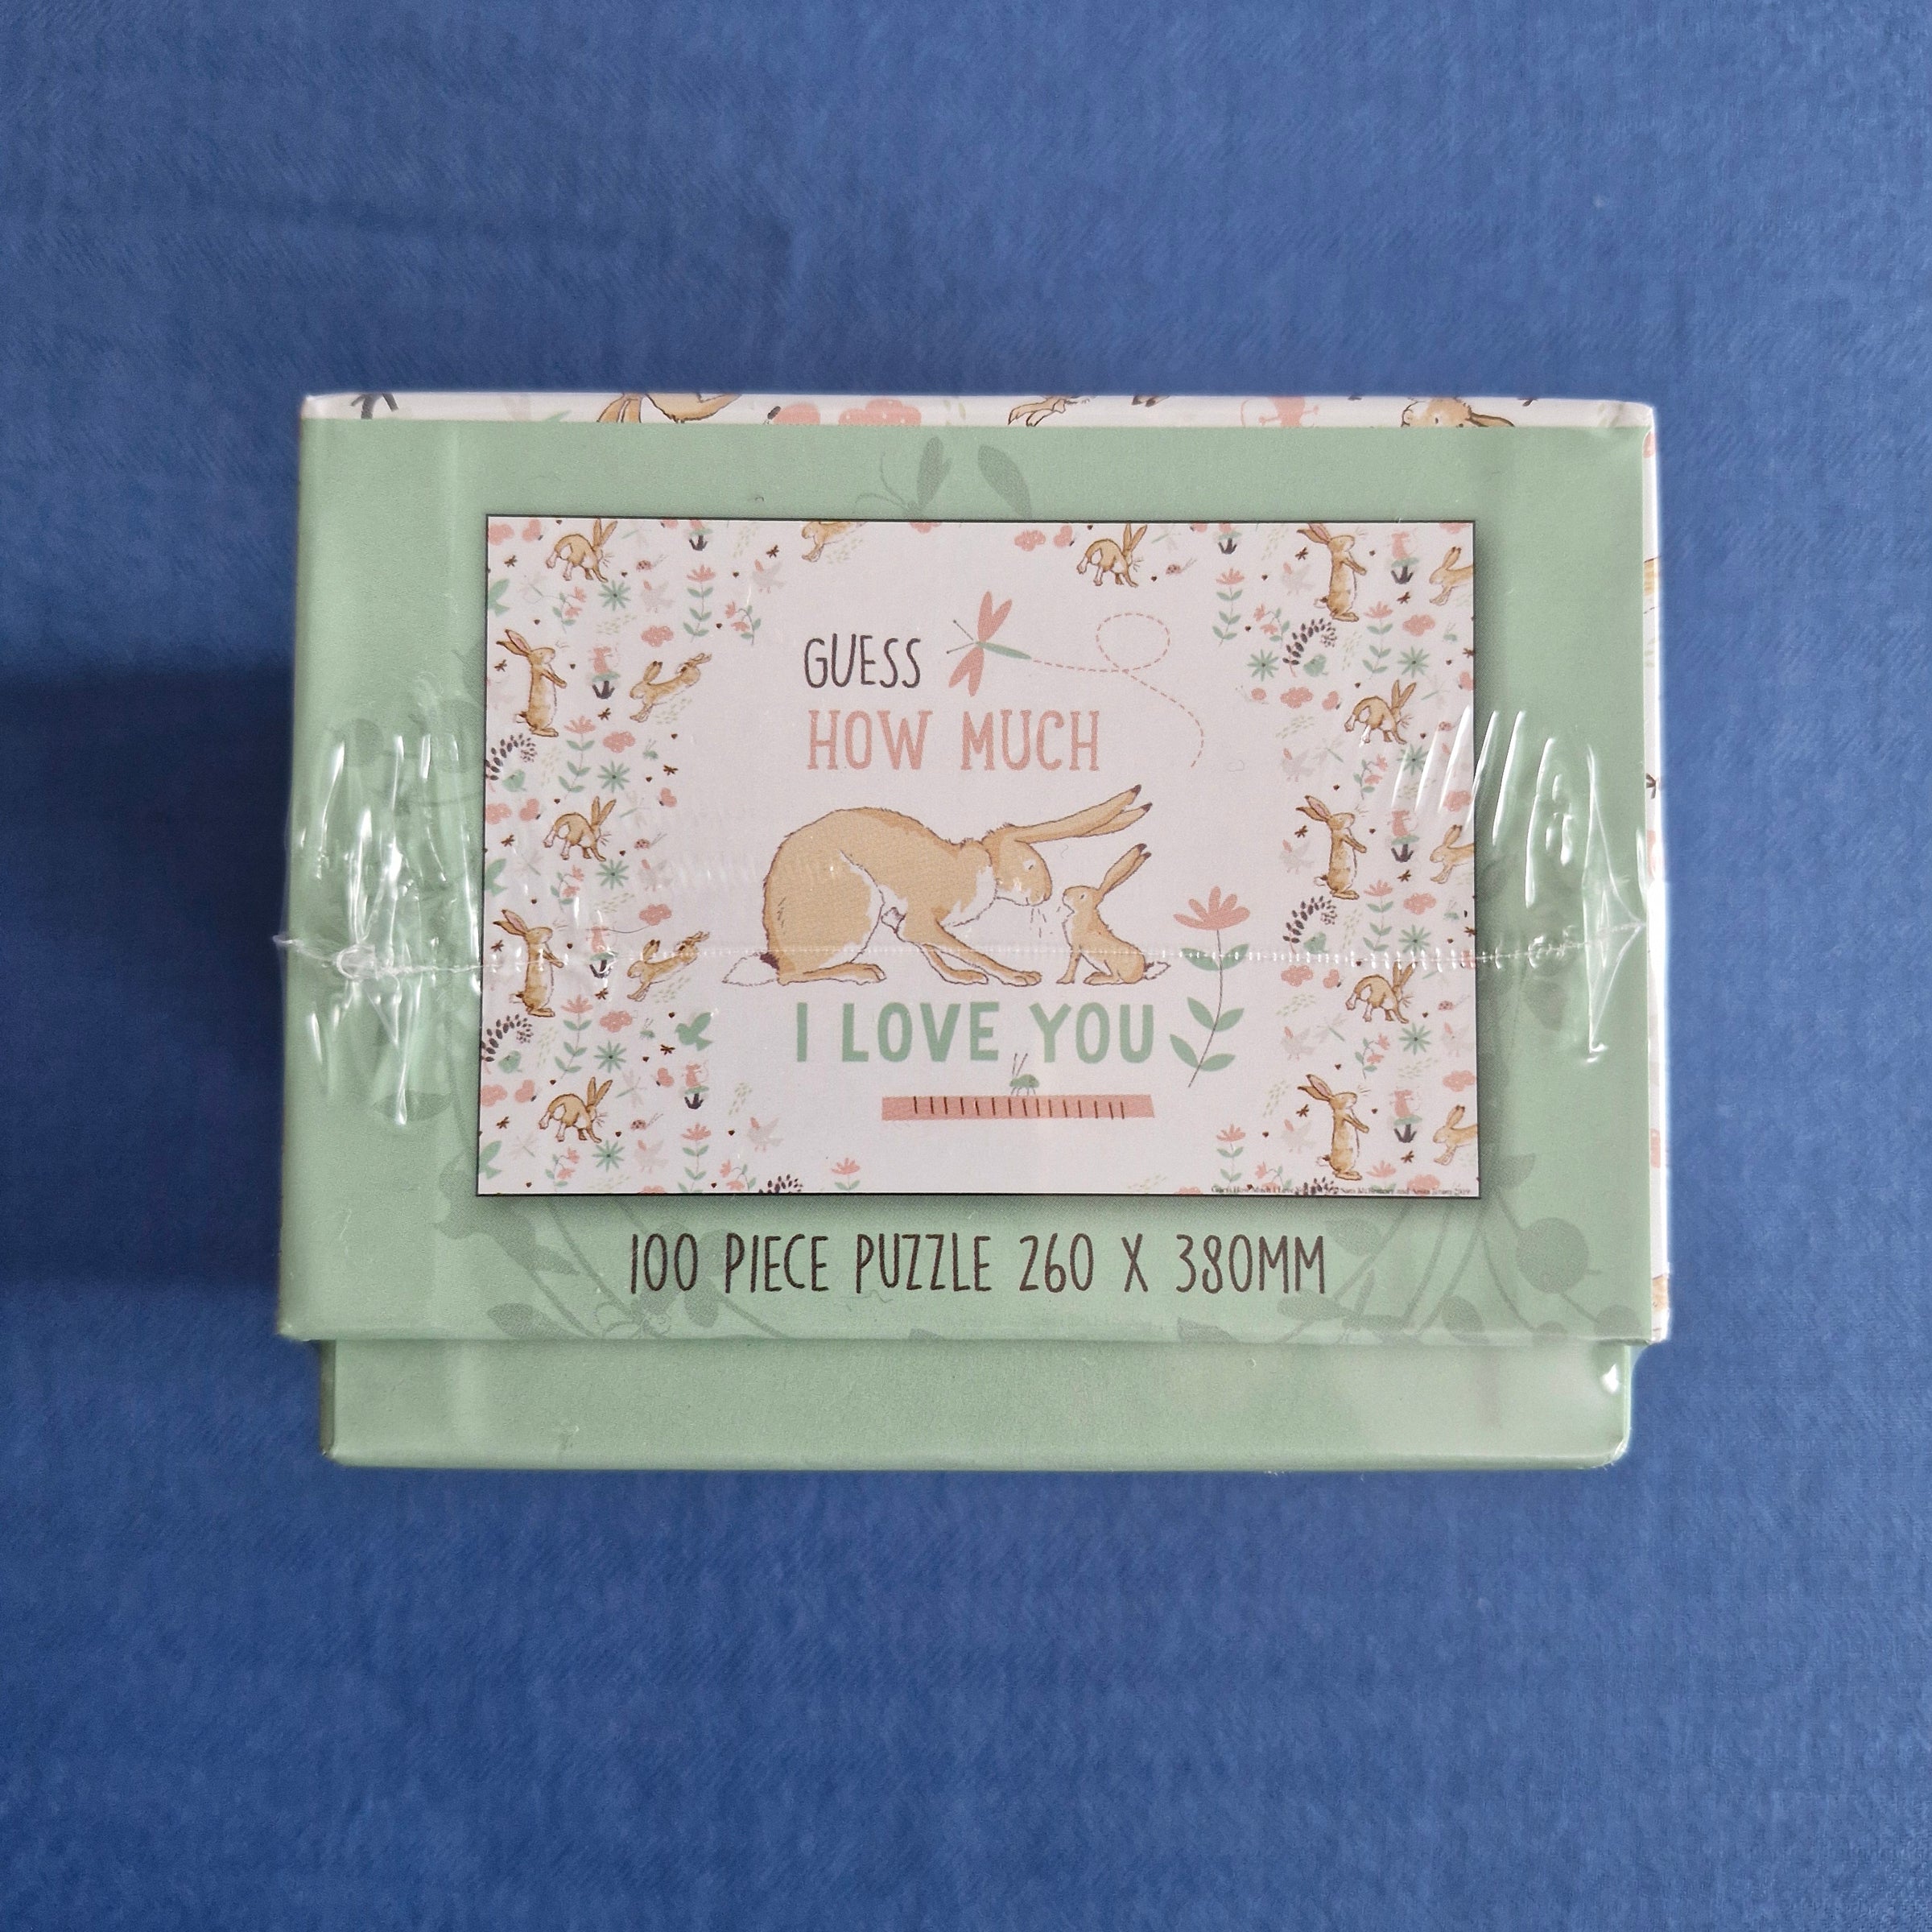 GUESS
HOW MUCH
I LOVE YOU
100 PIECE PUZZLE 260 X 380MM